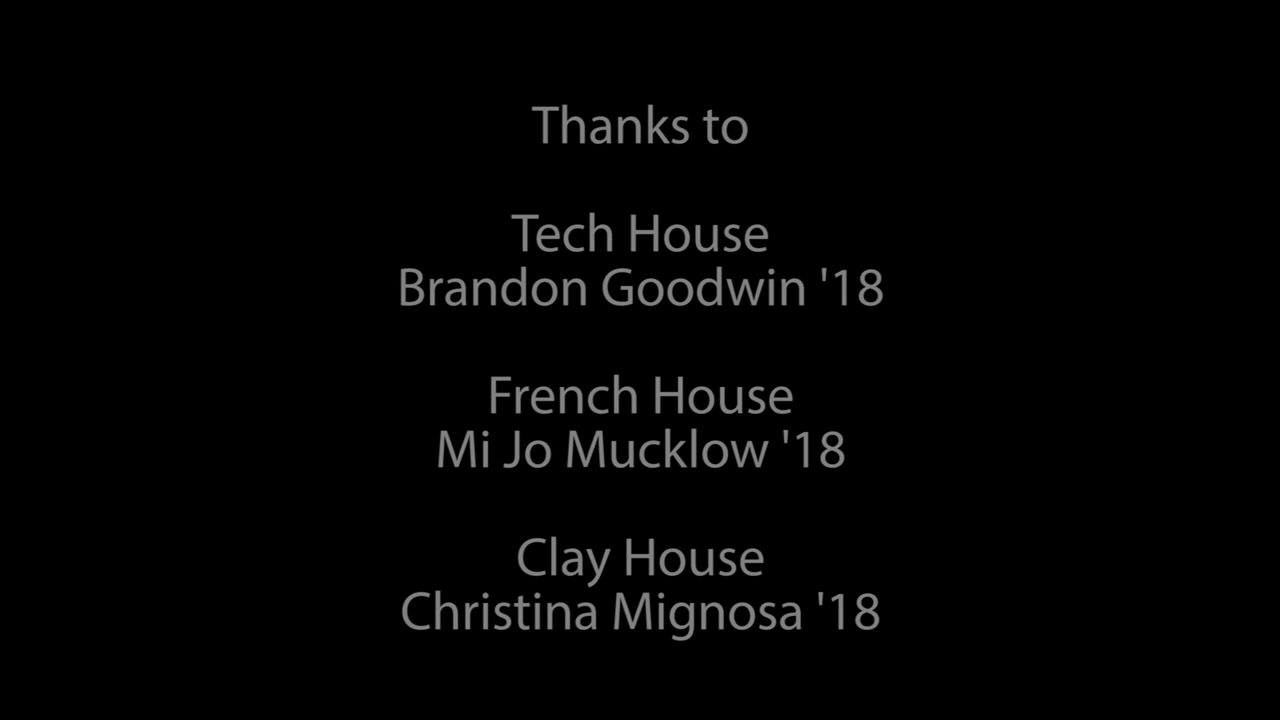 Thanks to
Tech House
Brandon Goodwin '18
French House
Mi Jo Mucklow '18
Clay House
Christina Mignosa '18